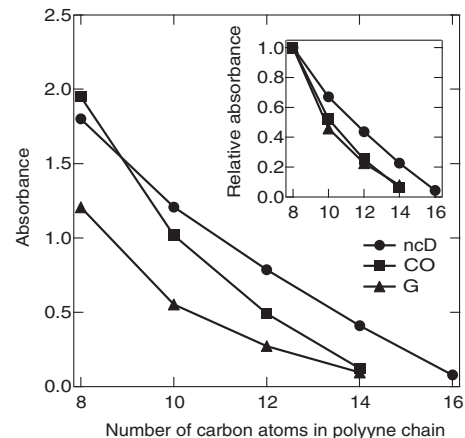 2.5
2.0
1.5
1.0
0.5
0.0
Absorbance
8
10
12
14
16
Number of carbon atoms in polyyne chain
1.0
0.8
0.6
0.4
0.2
0.0
Relative absorbance
8 10 12 14 16
ncD
CO
G